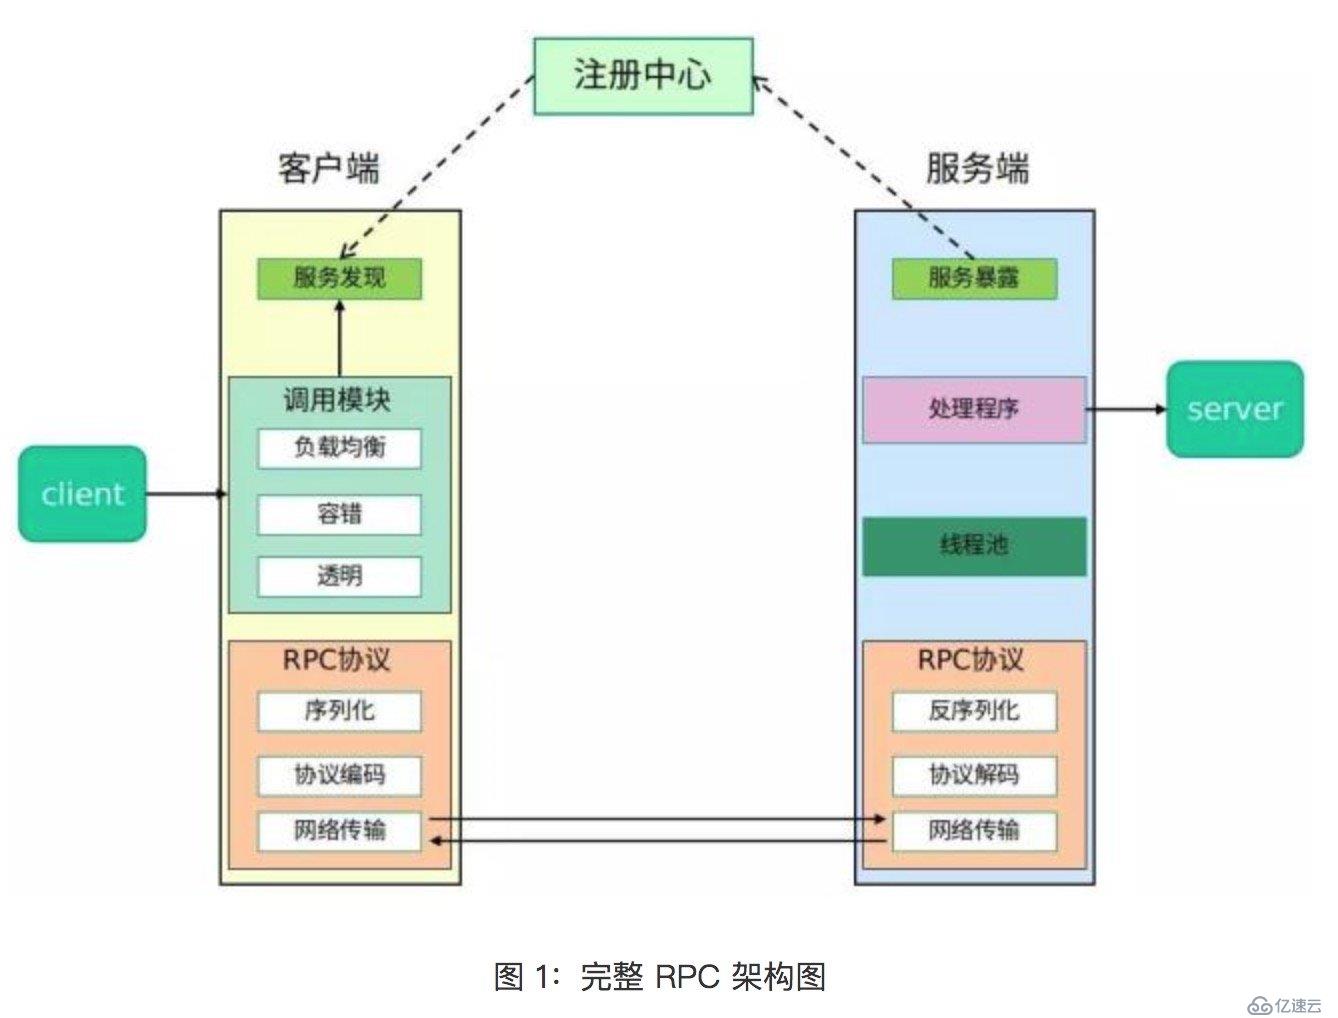 注册中心
客户端
服务端
服务发现
服务暴露
调用模块
负载均衡
容错
透明
client
处理程序
server
线程池
RPC协议
序列化
协议编码
网络传输
RPC协议
反序列化
协议解码
网络传输
图 1：完整 RPC 架构图
亿速云